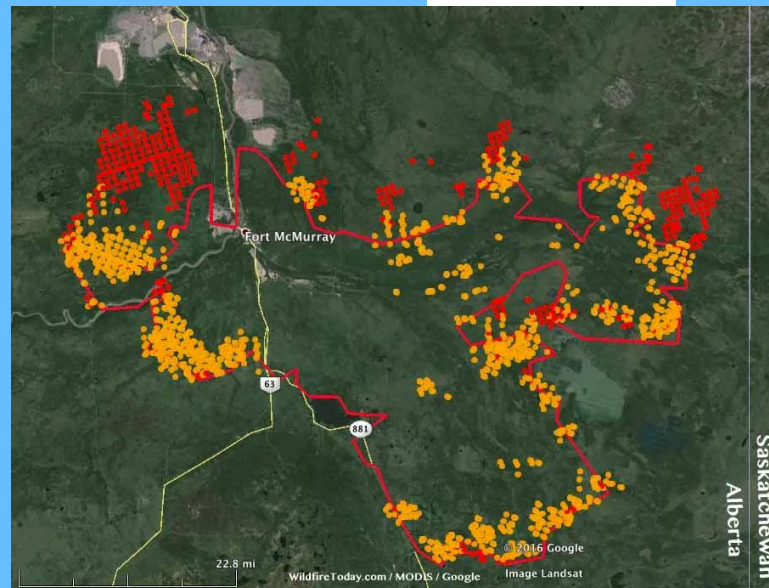 Fort McMurray
63
881
Saskatchewan
Alberta
© 2016 Google
22.8 mi
WildfireToday.com / MODIS / Google
Image Landsat